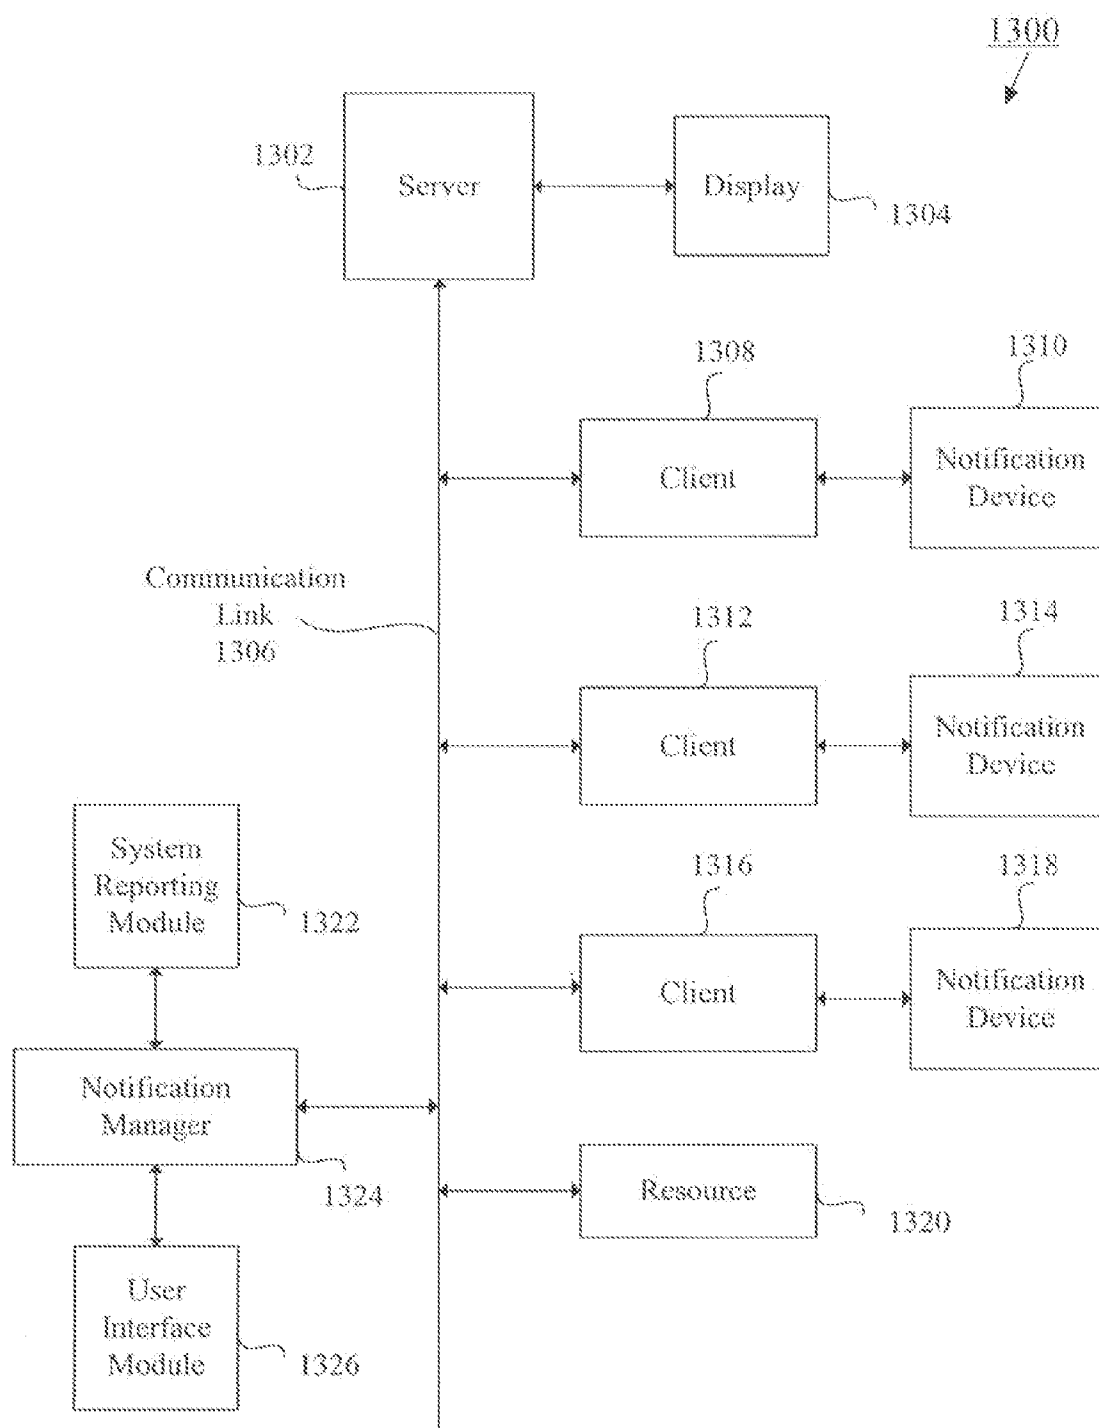 1300
1302
Server
Display
1304
1308
1310
Client
Notification
Device
Communication
Link
1306
1312
1314
Client
Notification
Device
System
Reporting
Module
1322
1316
1318
Client
Notification
Device
Notification
Manager
1324
Resource
1320
User
Interface
Module
1326